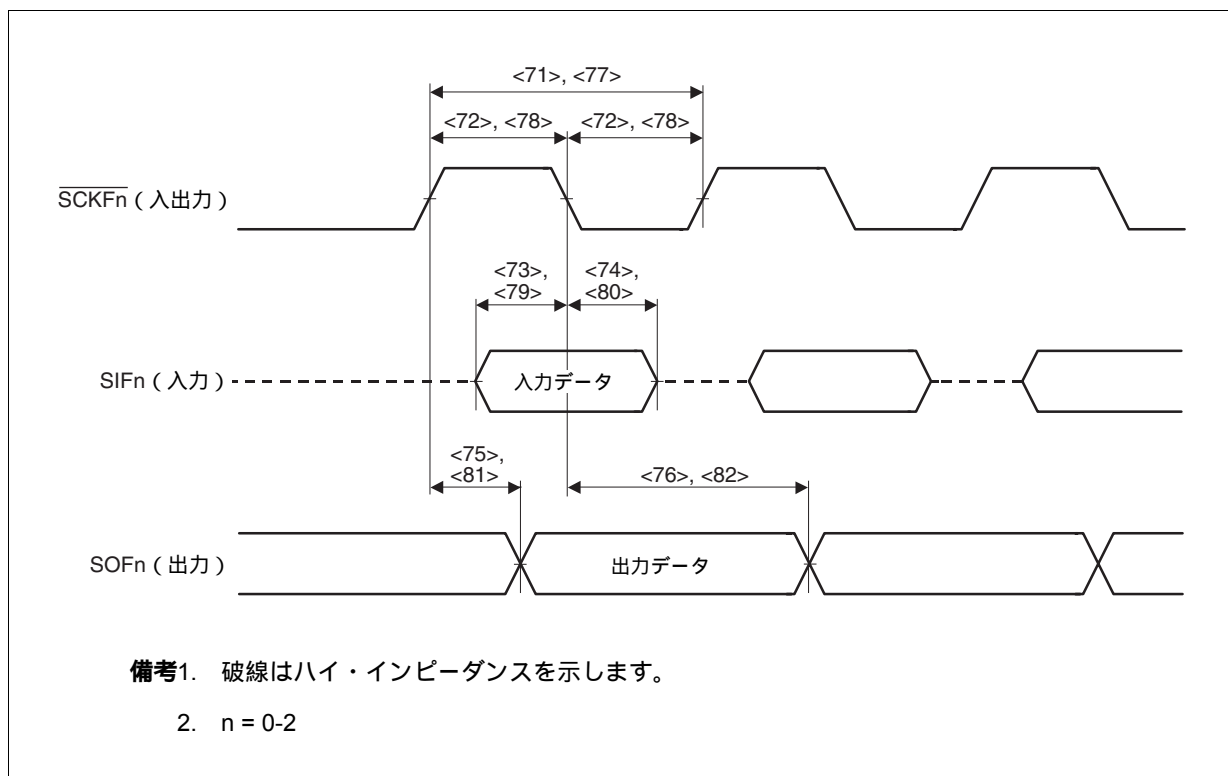 <71>, <77>
<72>, <78> <72>, <78>
SCKFn（入出力）
<73>, <74>,
<79> <80>
SIFn（入力） 入力データ
<75>,
<81> <76>, <82>
SOFn（出力） 出力データ
備考1. 破線はハイ・インピーダンスを示します。
2. n = 0-2